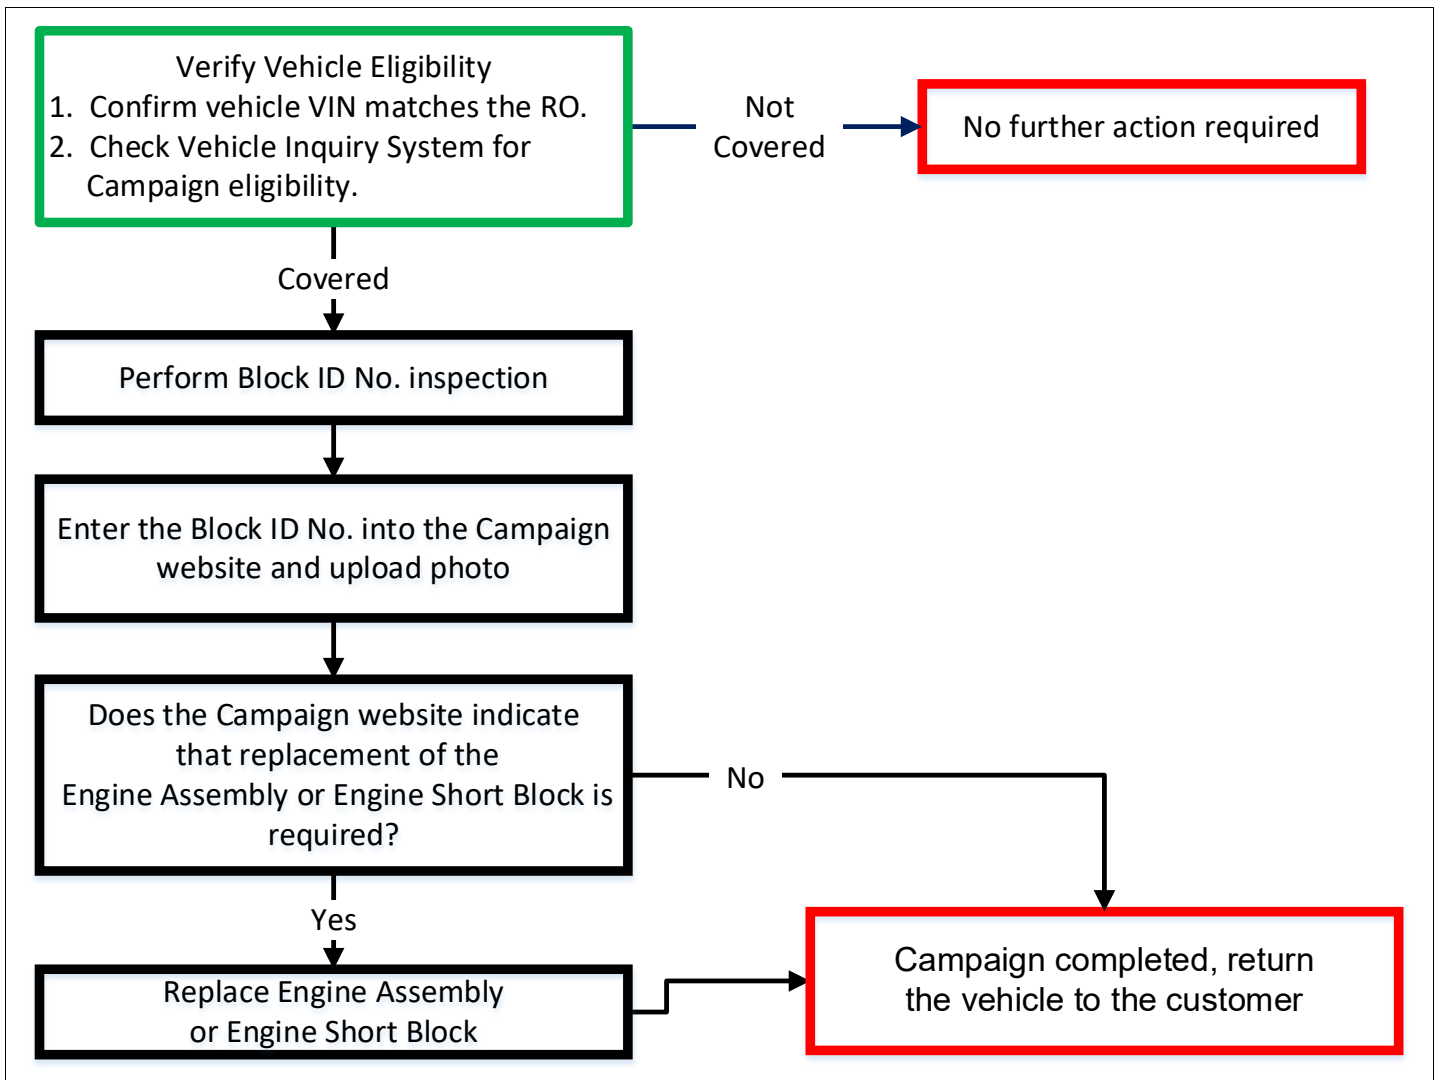 Verify Vehicle Eligibility
1. Confirm vehicle VIN matches the RO.
2. Check Vehicle Inquiry System for
Campaign eligibility.
Not
Covered
No further action required
Covered
Perform Block ID No. inspection
Enter the Block ID No. into the Campaign
website and upload photo
Does the Campaign website indicate
that replacement of the
Engine Assembly or Engine Short Block is
required?
No
Yes
Replace Engine Assembly
or Engine Short Block
Campaign completed, return
the vehicle to the customer